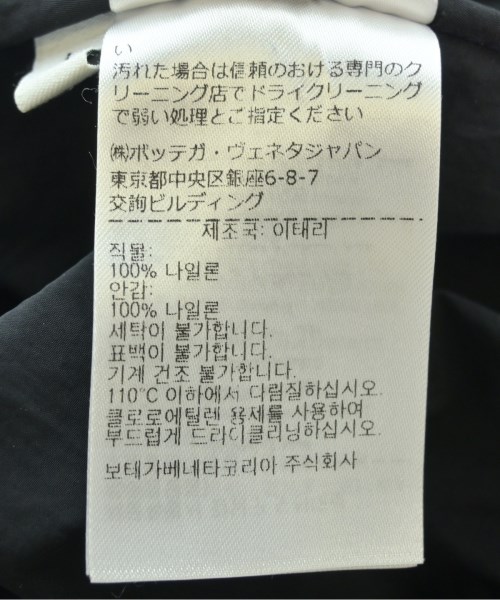 い
汚れた場合は信頼のおける専門のク
リーニング店でドライクリーニング
で弱い処理とご指定ください
㈱ボッテガ・ヴェネタジャパン
東京都中央区銀座6-8-7
交詢ビルディング
제조국: 이태리
직물:
100% 나일론
안감:
100% 나일론
세탁이 불가합니다.
표백이 불가합니다.
기계 건조 불가합니다.
110°C 이하에서 다림질하십시오.
클로로에틸렌 용제를 사용하여
부드럽게 드라이클리닝하십시오.
보테가베네타코리아 주식회사